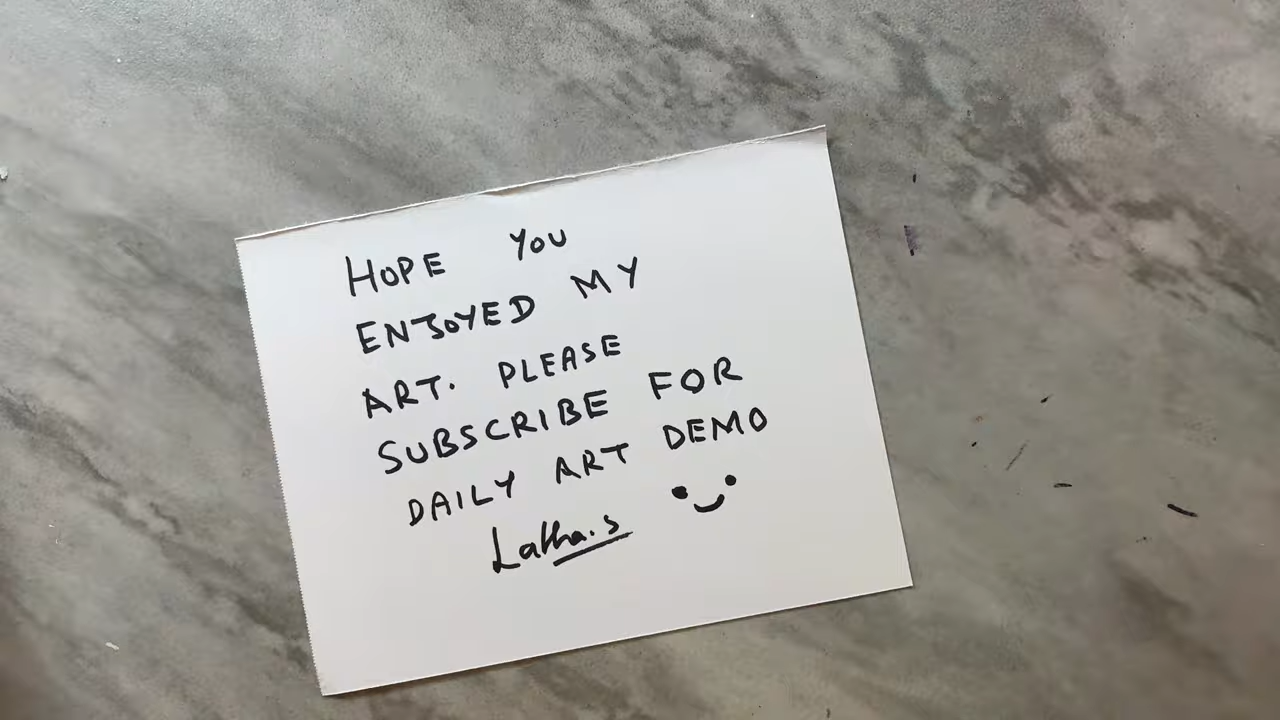 HOPE YOU
ENJOYED MY
ART. PLEASE
SUBSCRIBE FOR
DAILY ART DEMO
Latha.s